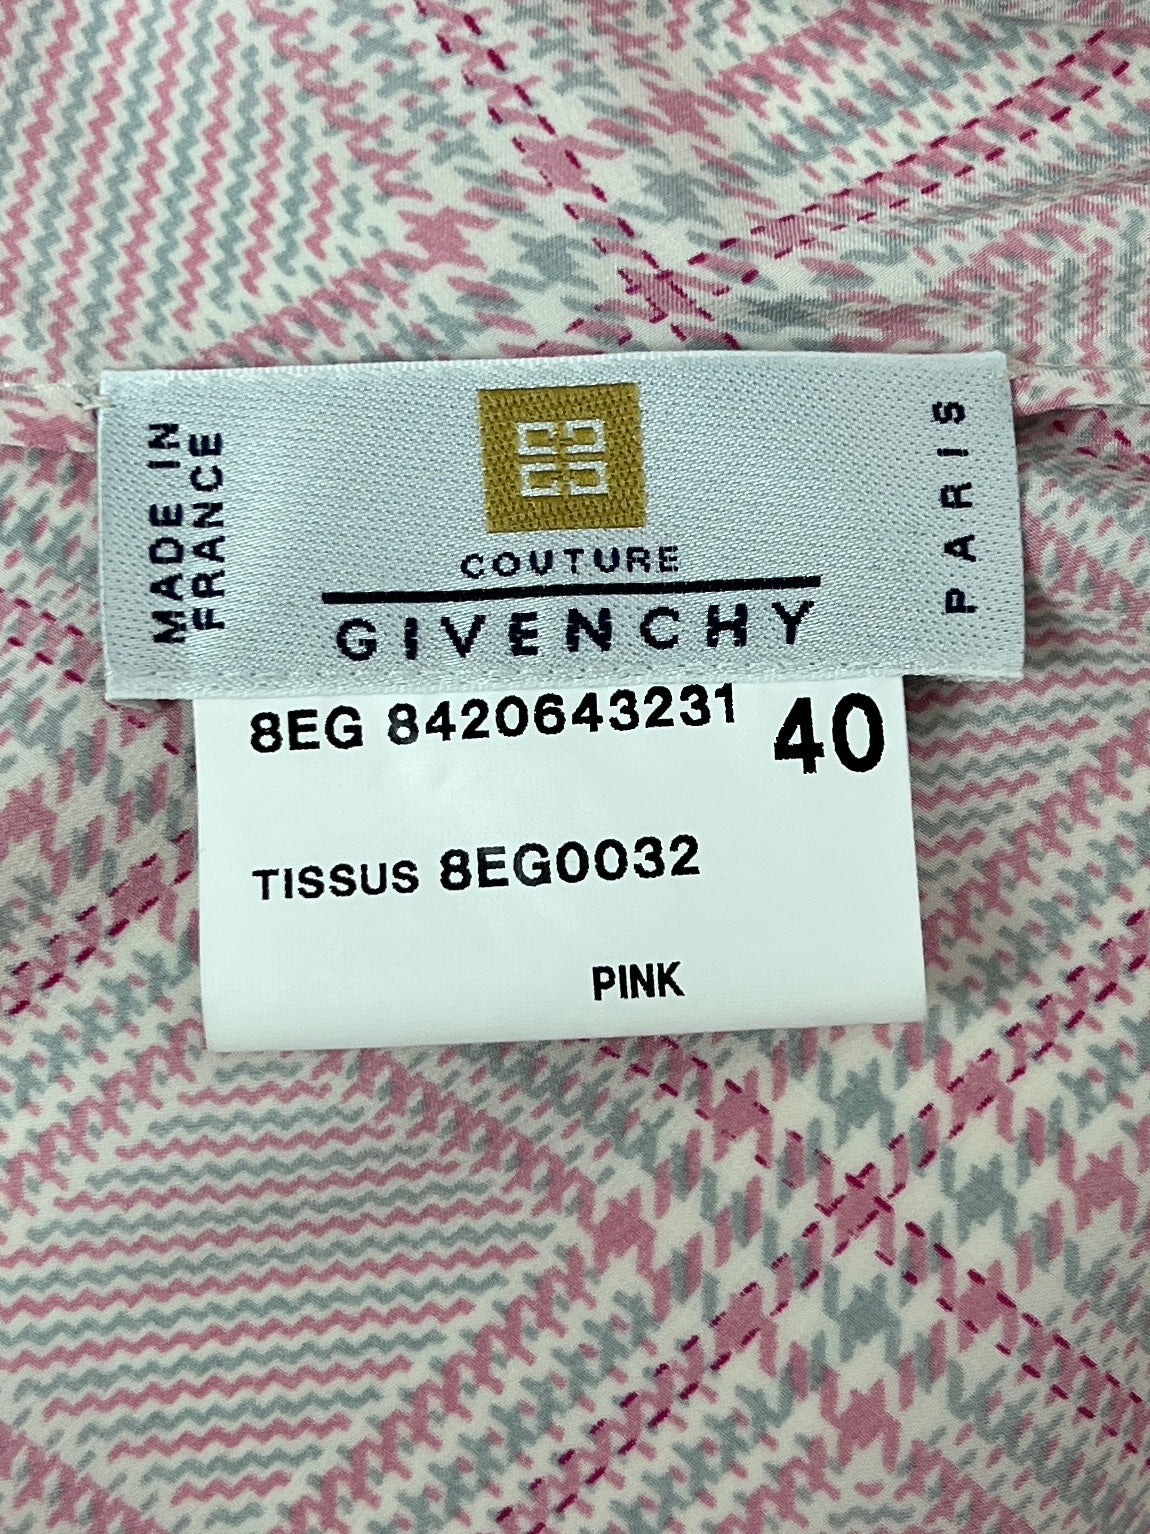 MADE IN
FRANCE
COUTURE
GIVENCHY
PARIS
8EG 8420643231 40
TISSUS 8EG0032
PINK